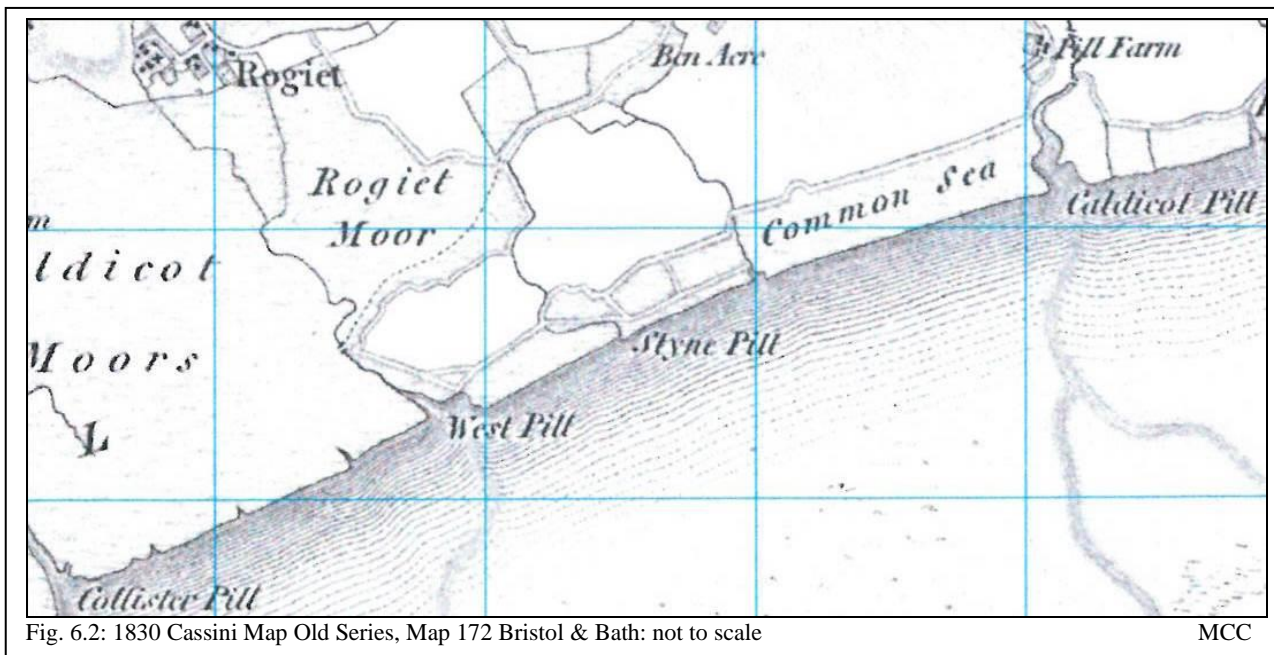 Rogiet
Ben Acre
Pill Farm
Rogiet
Moor
Common Sea
Caldicot Pill
m
ldicot
Moors
L
Styne Pill
West Pill
Collister Pill
Fig. 6.2: 1830 Cassini Map Old Series, Map 172 Bristol & Bath: not to scale
MCC